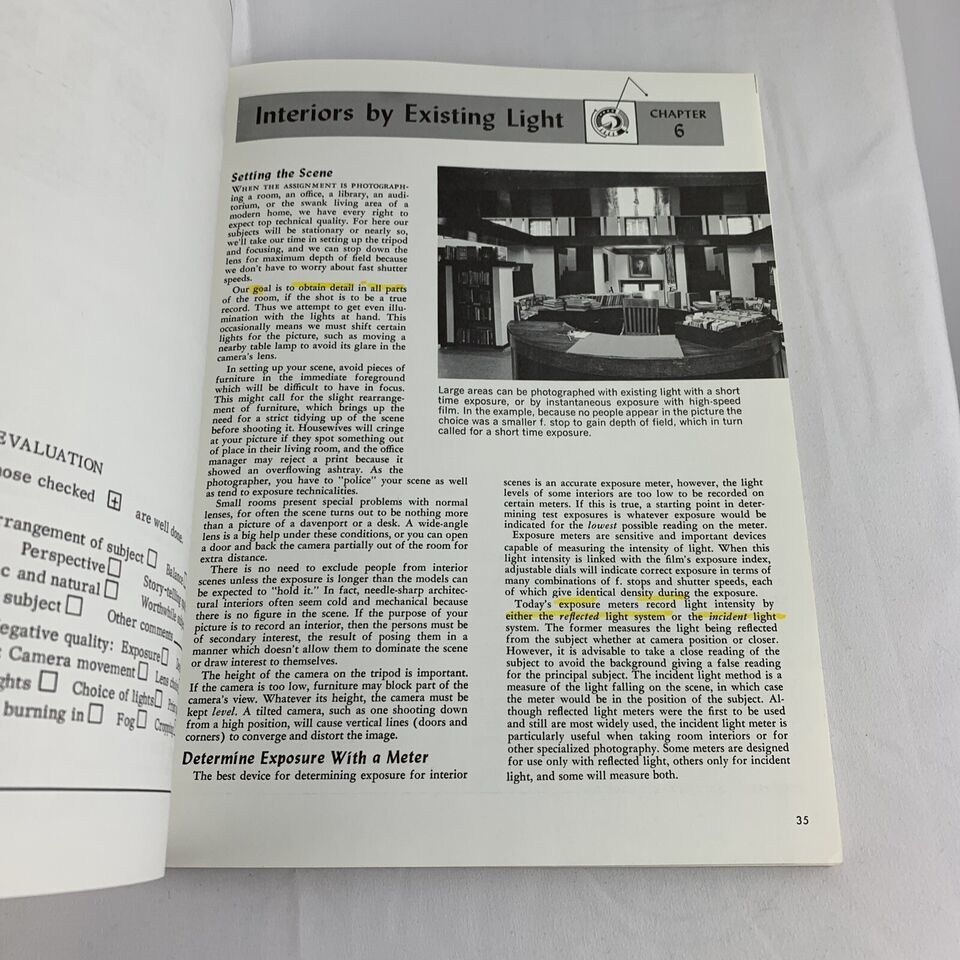 EVALUATION
hose checked + are well done.
rrangement of subject
Perspective
Story-telling
c and natural
subject
Other comments
egative quality: Exposure
Camera movement
ghts
Choice of lights
burning in
Fog
Interiors by Existing Light
CHAPTER
6
Setting the Scene
WHEN THE ASSIGNMENT IS PHOTOGRAPH-
ing a room, an office, a library, an audi-
torium, or the swank living area of a
modern home, we have every right to
expect top technical quality. For here our
subjects will be stationary or nearly so,
we'll take our time in setting up the tripod
and focusing, and we can stop down the
lens for maximum depth of field because
we don't have to worry about fast shutter
speeds.
Our goal is to obtain detail in all parts
of the room, if the shot is to be a true
record. Thus we attempt to get even illu-
mination with the lights at hand. This
occasionally means we must shift certain
lights for the picture, such as moving a
nearby table lamp to avoid its glare in the
camera's lens.
In setting up your scene, avoid pieces of
furniture in the immediate foreground
which will be difficult to have in focus.
This might call for the slight rearrange-
ment of furniture, which brings up the
need for a strict tidying up of the scene
before shooting it. Housewives will cringe
at your picture if they spot something out
of place in their living room, and the office
manager may reject a print because it
showed an overflowing ashtray. As the
photographer, you have to "police" your scene as well
as tend to exposure technicalities.
Small rooms present special problems with normal
lenses, for often the scene turns out to be nothing more
than a picture of a davenport or a desk. A wide-angle
lens is a big help under these conditions, or you can open
a door and back the camera partially out of the room for
extra distance.
There is no need to exclude people from interior
scenes unless the exposure is longer than the models can
be expected to "hold it." In fact, needle-sharp architec-
tural interiors often seem cold and mechanical because
there is no figure in the scene. If the purpose of your
picture is to record an interior, then the persons must be
of secondary interest, the result of posing them in a
manner which doesn't allow them to dominate the scene
or draw interest to themselves.
The height of the camera on the tripod is important.
If the camera is too low, furniture may block part of the
camera's view. Whatever its height, the camera must be
kept level. A tilted camera, such as one shooting down
from a high position, will cause vertical lines (doors and
corners) to converge and distort the image.
Determine Exposure With a Meter
The best device for determining exposure for interior
Large areas can be photographed with existing light with a short
time exposure, or by instantaneous exposure with high-speed
film. In the example, because no people appear in the picture the
choice was a smaller f. stop to gain depth of field, which in turn
called for a short time exposure.
scenes is an accurate exposure meter, however, the light
levels of some interiors are too low to be recorded on
certain meters. If this is true, a starting point in deter-
mining test exposures is whatever exposure would be
indicated for the lowest possible reading on the meter.
Exposure meters are sensitive and important devices
capable of measuring the intensity of light. When this
light intensity is linked with the film's exposure index,
adjustable dials will indicate correct exposure in terms of
many combinations of f. stops and shutter speeds, each
of which give identical density during the exposure.
Today's exposure meters record light intensity by
either the reflected light system or the incident light
system. The former measures the light being reflected
from the subject whether at camera position or closer.
However, it is advisable to take a close reading of the
subject to avoid the background giving a false reading
for the principal subject. The incident light method is a
measure of the light falling on the scene, in which case
the meter would be in the position of the subject. Al-
though reflected light meters were the first to be used
and still are most widely used, the incident light meter is
particularly useful when taking room interiors or for
other specialized photography. Some meters are designed
for use only with reflected light, others only for incident
light, and some will measure both.
35